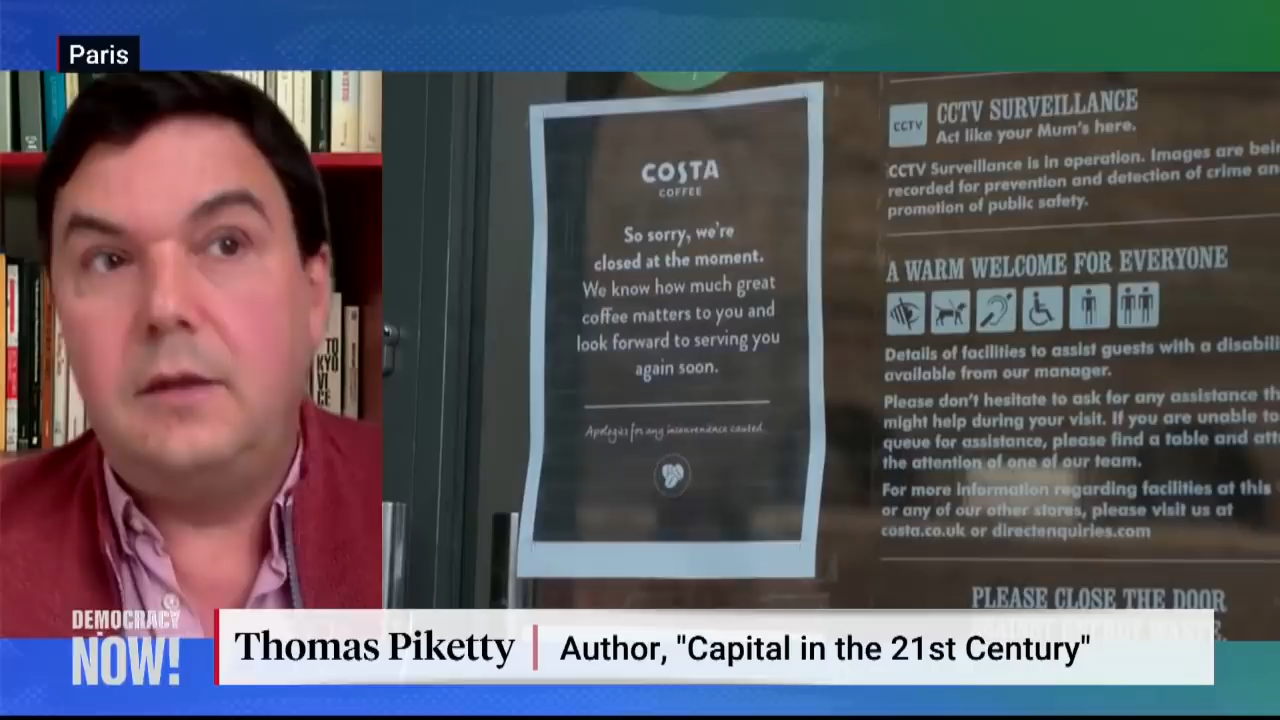 Paris
TO
KYO
VI
CE
COSTA
COFFEE
So sorry, we're
closed at the moment.
We know how much great
coffee matters to you and
look forward to serving you
again soon.
Apologies for any inconvenience caused
CCTV
CCTV SURVEILLANCE
Act like your Mum's here.
CCTV Surveillance is in operation. Images are bein
recorded for prevention and detection of crime an
promotion of public safety.
A WARM WELCOME FOR EVERYONE
Details of facilities to assist guests with a disabili
available from our manager.
Please don't hesitate to ask for any assistance th
might help during your visit. If you are unable to
queue for assistance, please find a table and att
the attention of one of our team.
For more information regarding facilities at this
or any of our other stores, please visit us at
costa.co.uk or directenquiries.com
PLEASE CLOSE THE DOOR
DEMOCRACY
NOW!
Thomas Piketty
Author, "Capital in the 21st Century"